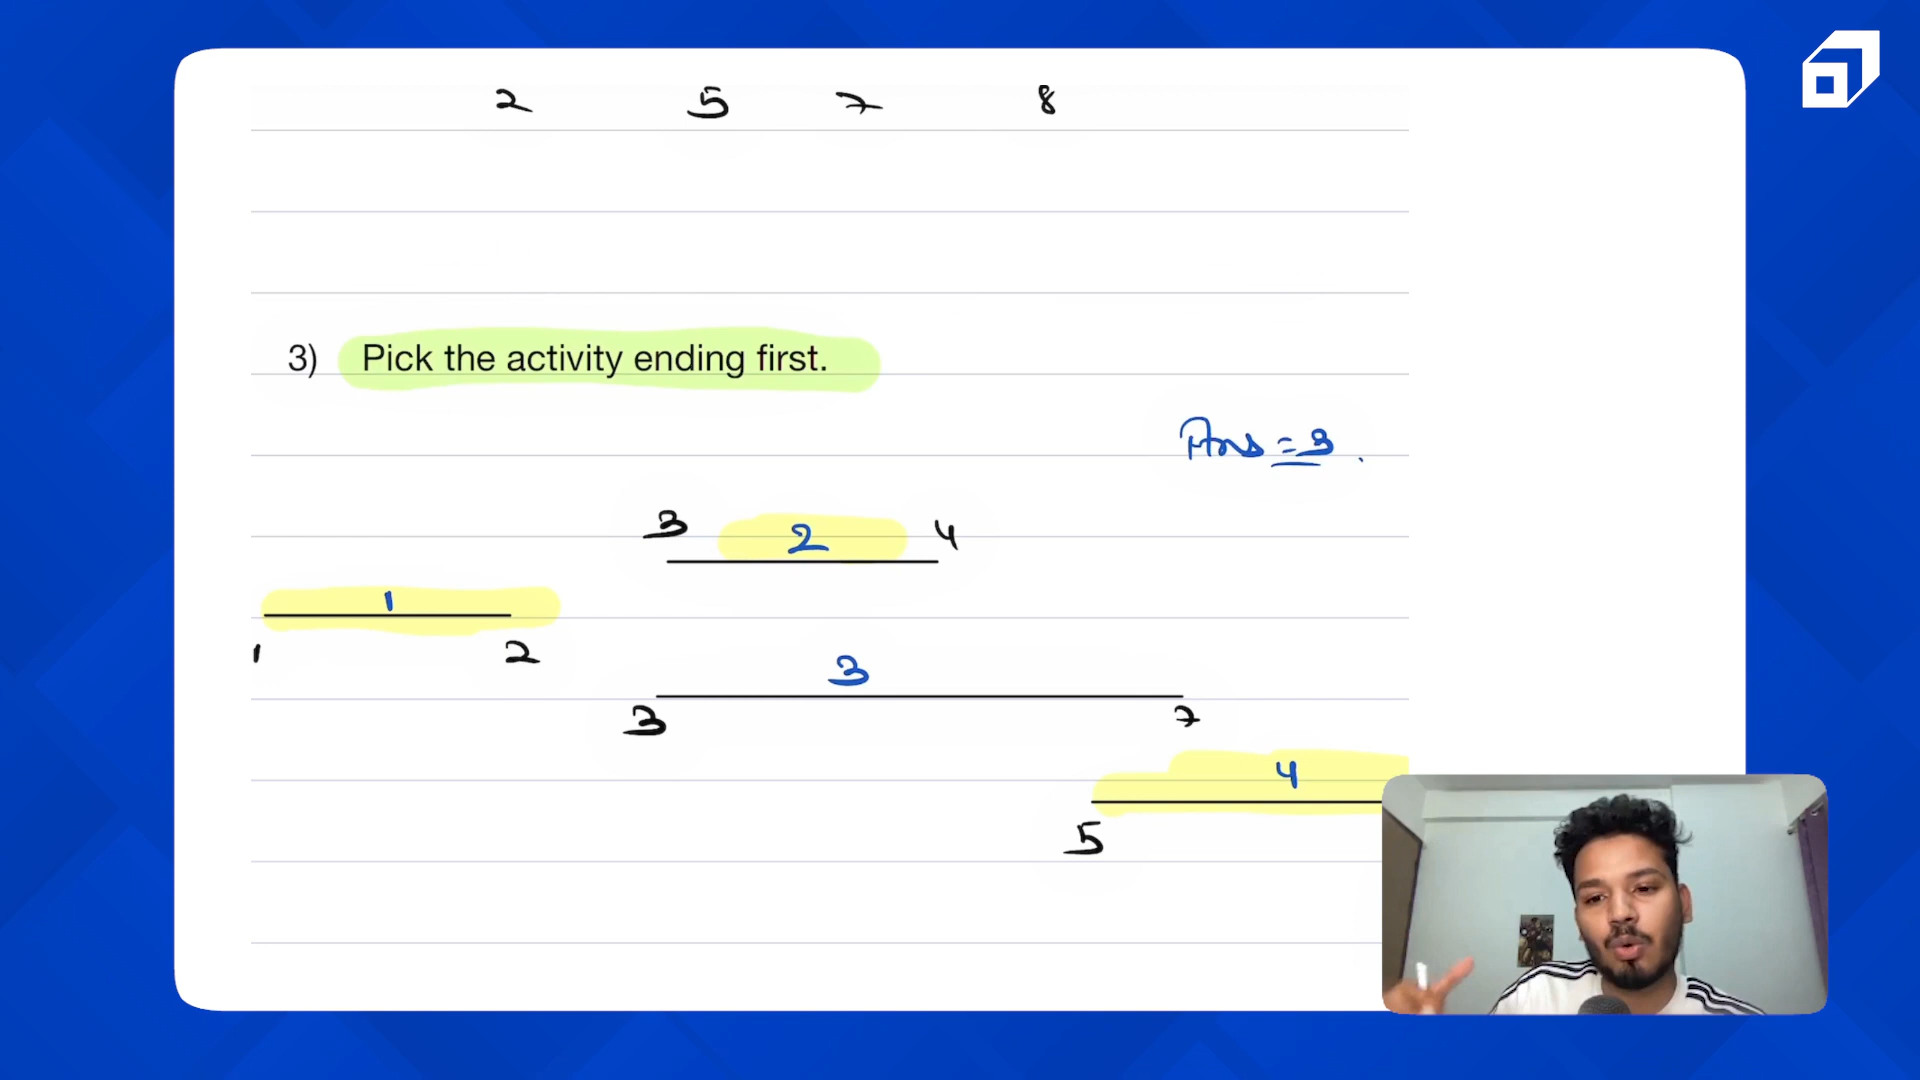 2 5 7 8
3) Pick the activity ending first.
Ans = 3.
3 2 4
1
1 2
3
3 7
4
5